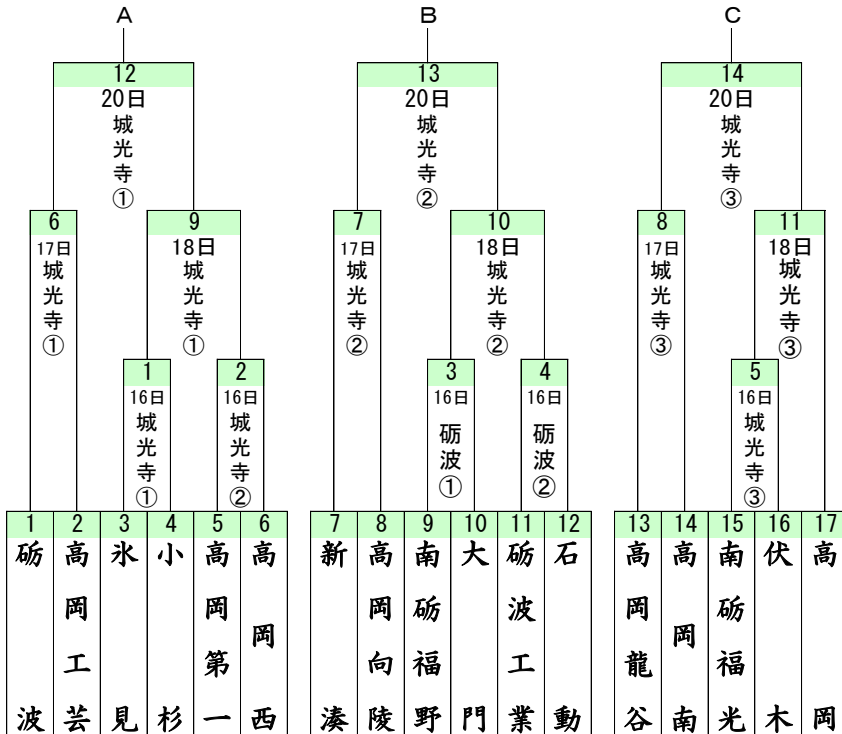 A B C
12 13 14
20日 20日 20日
城光寺① 城光寺② 城光寺③
6 9 7 10 8 11
17日 18日 17日 18日 17日 18日
城光寺① 城光寺① 城光寺② 城光寺② 城光寺③ 城光寺③
1 2 3 4 5
16日 16日 16日 16日 16日
城光寺① 城光寺② 砺波① 砺波② 城光寺③
1 2 3 4 5 6 7 8 9 10 11 12 13 14 15 16 17
砺波
高岡工芸
氷見
小杉
高岡第一
高岡西
新湊
高岡向陵
南砺福野
大門
砺波工業
石動
高岡龍谷
高岡南
南砺福光
伏木
高岡